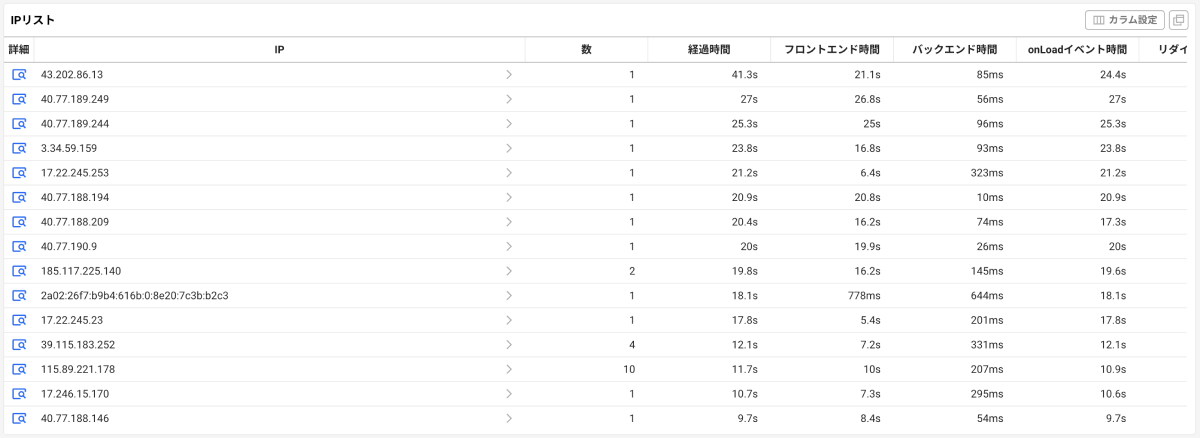 IPリスト カラム設定
詳細 IP 数 経過時間 フロントエンド時間 バックエンド時間 onLoadイベント時間 リダイ
43.202.86.13 1 41.3s 21.1s 85ms 24.4s
40.77.189.249 1 27s 26.8s 56ms 27s
40.77.189.244 1 25.3s 25s 96ms 25.3s
3.34.59.159 1 23.8s 16.8s 93ms 23.8s
17.22.245.253 1 21.2s 6.4s 323ms 21.2s
40.77.188.194 1 20.9s 20.8s 10ms 20.9s
40.77.188.209 1 20.4s 16.2s 74ms 17.3s
40.77.190.9 1 20s 19.9s 26ms 20s
185.117.225.140 2 19.8s 16.2s 145ms 19.6s
2a02:26f7:b9b4:616b:0:8e20:7c3b:b2c3 1 18.1s 778ms 644ms 18.1s
17.22.245.23 1 17.8s 5.4s 201ms 17.8s
39.115.183.252 4 12.1s 7.2s 331ms 12.1s
115.89.221.178 10 11.7s 10s 207ms 10.9s
17.246.15.170 1 10.7s 7.3s 295ms 10.6s
40.77.188.146 1 9.7s 8.4s 54ms 9.7s